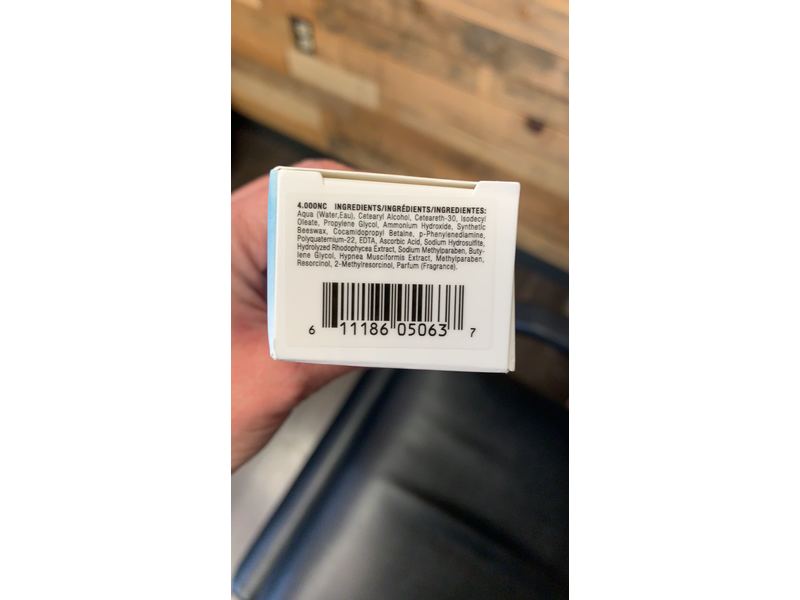 4.000NC INGREDIENTS/INGRÉDIENTS/INGREDIENTES:
Aqua (Water,Eau), Cetearyl Alcohol, Ceteareth-30, Isodecyl
Oleate, Propylene Glycol, Ammonium Hydroxide, Synthetic
Beeswax, Cocamidopropyl Betaine, p-Phenylenediamine,
Polyquaternium-22, EDTA, Ascorbic Acid, Sodium Hydrosulfite,
Hydrolyzed Rhodophycea Extract, Sodium Methylparaben, Buty-
lene Glycol, Hypnea Musciformis Extract, Methylparaben,
Resorcinol, 2-Methylresorcinol, Parfum (Fragrance).
6 11186 05063 7